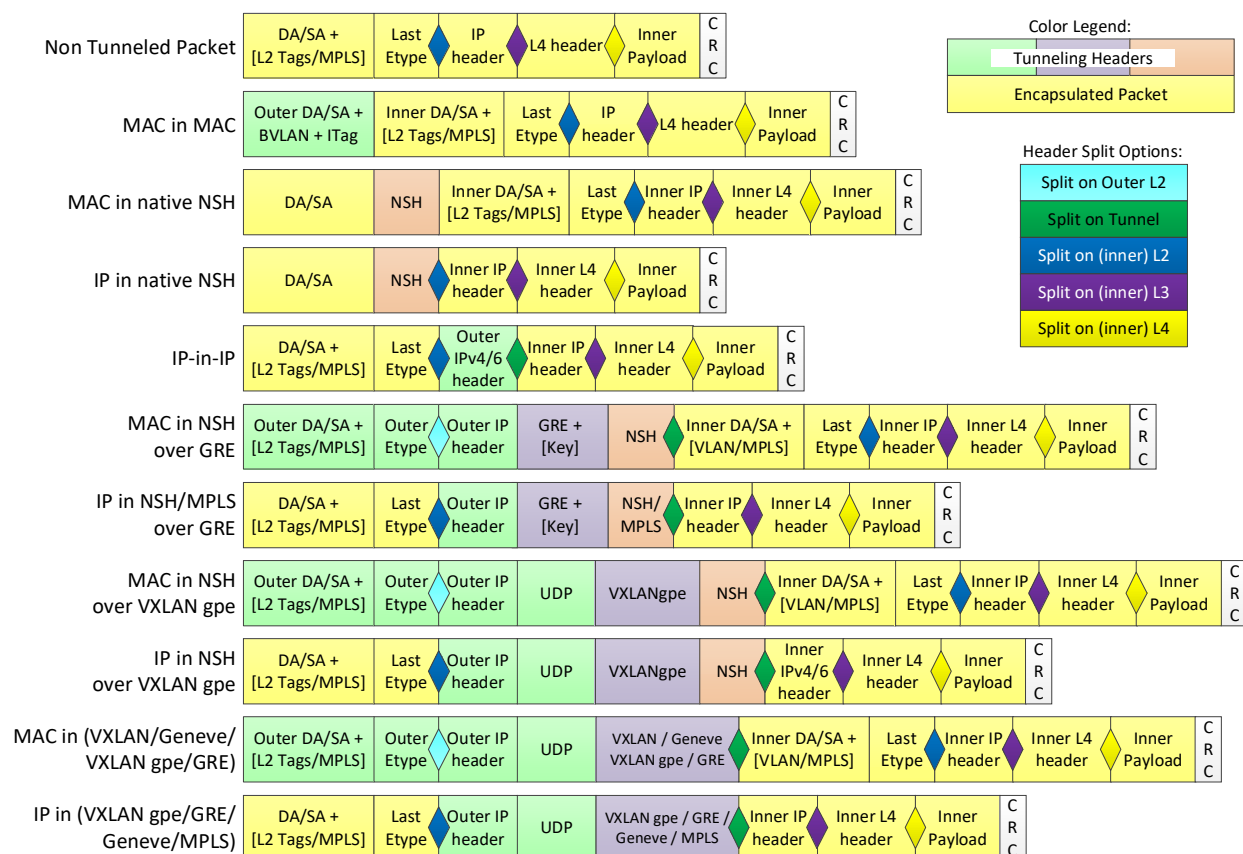 Non Tunneled Packet
DA/SA +
[L2 Tags/MPLS]
Last
Etype
IP
header
L4 header
Inner
Payload
C
R
C
Color Legend:
Tunneling Headers
Encapsulated Packet
MAC in MAC
Outer DA/SA +
BVLAN + ITag
Inner DA/SA +
[L2 Tags/MPLS]
Last
Etype
IP
header
L4 header
Inner
Payload
C
R
C
Header Split Options:
Split on Outer L2
Split on Tunnel
Split on (inner) L2
Split on (inner) L3
Split on (inner) L4
MAC in native NSH
DA/SA
NSH
Inner DA/SA +
[L2 Tags/MPLS]
Last
Etype
Inner IP
header
Inner L4
header
Inner
Payload
C
R
C
IP in native NSH
DA/SA
NSH
Inner IP
header
Inner L4
header
Inner
Payload
C
R
C
IP-in-IP
DA/SA +
[L2 Tags/MPLS]
Last
Etype
Outer
IPv4/6
header
Inner IP
header
Inner L4
header
Inner
Payload
C
R
C
MAC in NSH
over GRE
Outer DA/SA +
[L2 Tags/MPLS]
Outer
Etype
Outer IP
header
GRE +
[Key]
NSH
Inner DA/SA +
[VLAN/MPLS]
Last
Etype
Inner IP
header
Inner L4
header
Inner
Payload
C
R
C
IP in NSH/MPLS
over GRE
DA/SA +
[L2 Tags/MPLS]
Last
Etype
Outer IP
header
GRE +
[Key]
NSH/
MPLS
Inner IP
header
Inner L4
header
Inner
Payload
C
R
C
MAC in NSH
over VXLAN gpe
Outer DA/SA +
[L2 Tags/MPLS]
Outer
Etype
Outer IP
header
UDP
VXLANgpe
NSH
Inner DA/SA +
[VLAN/MPLS]
Last
Etype
Inner IP
header
Inner L4
header
Inner
Payload
C
R
C
IP in NSH
over VXLAN gpe
DA/SA +
[L2 Tags/MPLS]
Last
Etype
Outer IP
header
UDP
VXLANgpe
NSH
Inner
IPv4/6
header
Inner L4
header
Inner
Payload
C
R
C
MAC in (VXLAN/Geneve/
VXLAN gpe/GRE)
Outer DA/SA +
[L2 Tags/MPLS]
Outer
Etype
Outer IP
header
UDP
VXLAN / Geneve
VXLAN gpe / GRE
Inner DA/SA +
[VLAN/MPLS]
Last
Etype
Inner IP
header
Inner L4
header
Inner
Payload
C
R
C
IP in (VXLAN gpe/GRE/
Geneve/MPLS)
DA/SA +
[L2 Tags/MPLS]
Last
Etype
Outer IP
header
UDP
VXLAN gpe / GRE /
Geneve / MPLS
Inner IP
header
Inner L4
header
Inner
Payload
C
R
C